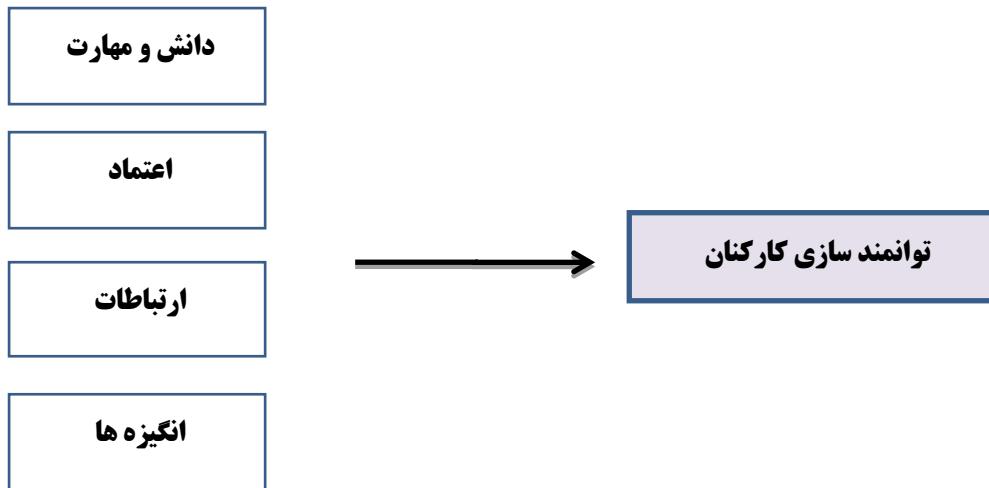 دانش و مهارت
اعتماد
ارتباطات
انگیزه ها
توانمند سازی کارکنان